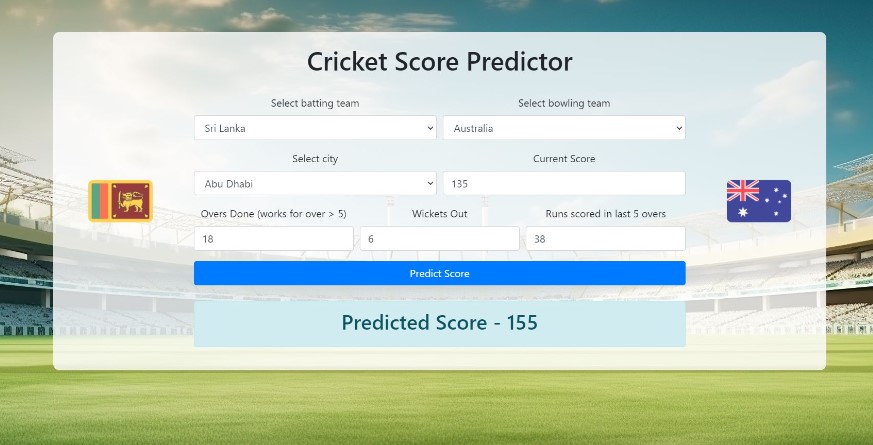 Cricket Score Predictor
Select batting team
Select bowling team
Sri Lanka
Australia
Select city
Current Score
Abu Dhabi
135
Overs Done (works for over > 5)
Wickets Out
Runs scored in last 5 overs
18
6
38
Predict Score
Predicted Score - 155